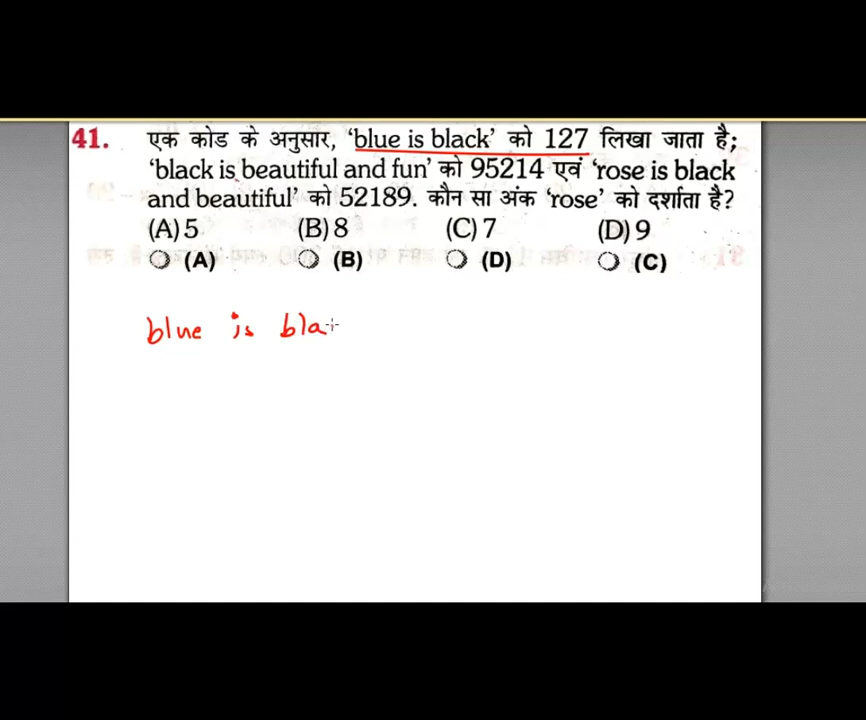 41. एक कोड के अनुसार, ‘blue is black’ को 127 लिखा जाता है;
‘black is beautiful and fun’ को 95214 एवं ‘rose is black
and beautiful’ को 52189. कौन सा अंक ‘rose’ को दर्शाता है?
(A) 5 (B) 8 (C) 7 (D) 9
(A) (B) (D) (C)
blue is bla